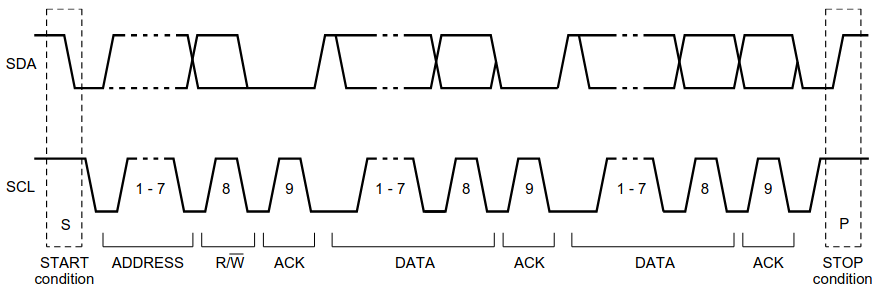 SDA
SCL
1 - 7
8
9
1 - 7
8
9
1 - 7
8
9
S
P
START
condition
ADDRESS
R/W̅
ACK
DATA
ACK
DATA
ACK
STOP
condition